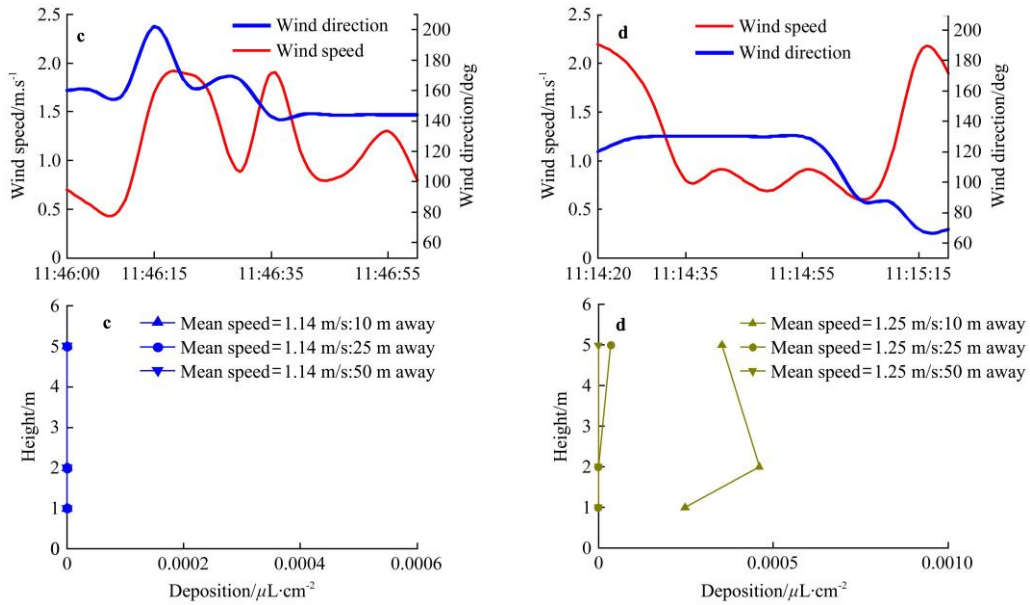 2.5
c
Wind direction
200
Wind speed/m.s⁻¹
2.0
Wind speed
180
Wind direction/deg
1.5
160
140
1.0
120
100
0.5
80
60
0
11:46:00
11:46:15
11:46:35
11:46:55
2.5
d
Wind speed
200
Wind speed/m.s⁻¹
2.0
Wind direction
180
Wind direction/deg
1.5
160
140
1.0
120
100
0.5
80
60
0
11:14:20
11:14:35
11:14:55
11:15:15
6
c
Mean speed=1.14 m/s:10 m away
5
Mean speed=1.14 m/s:25 m away
Mean speed=1.14 m/s:50 m away
4
Height/m
3
2
1
0
0
0.0002
0.0004
0.0006
Deposition/μL·cm⁻²
6
d
Mean speed=1.25 m/s:10 m away
5
Mean speed=1.25 m/s:25 m away
Mean speed=1.25 m/s:50 m away
4
Height/m
3
2
1
0
0
0.0005
0.0010
Deposition/μL·cm⁻²